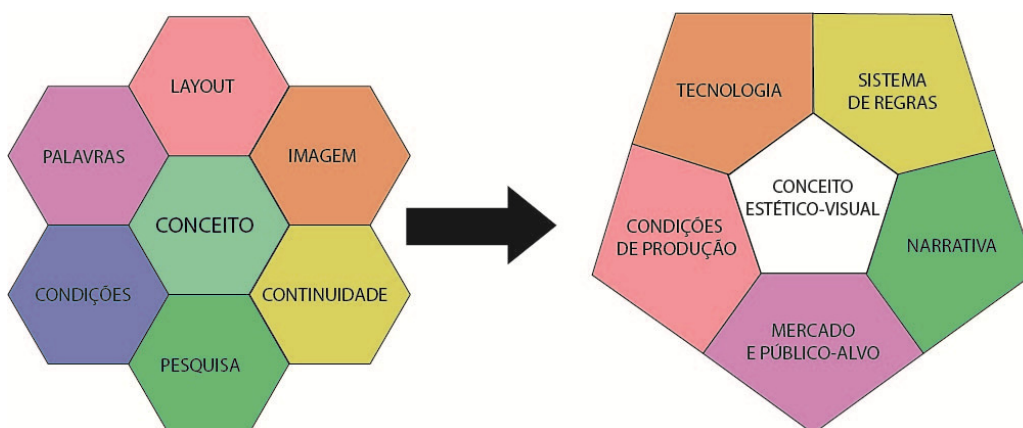 LAYOUT
PALAVRAS
IMAGEM
CONCEITO
CONDIÇÕES
CONTINUIDADE
PESQUISA
TECNOLOGIA
SISTEMA
DE REGRAS
CONCEITO
ESTÉTICO-VISUAL
CONDIÇÕES
DE PRODUÇÃO
NARRATIVA
MERCADO
E PÚBLICO-ALVO